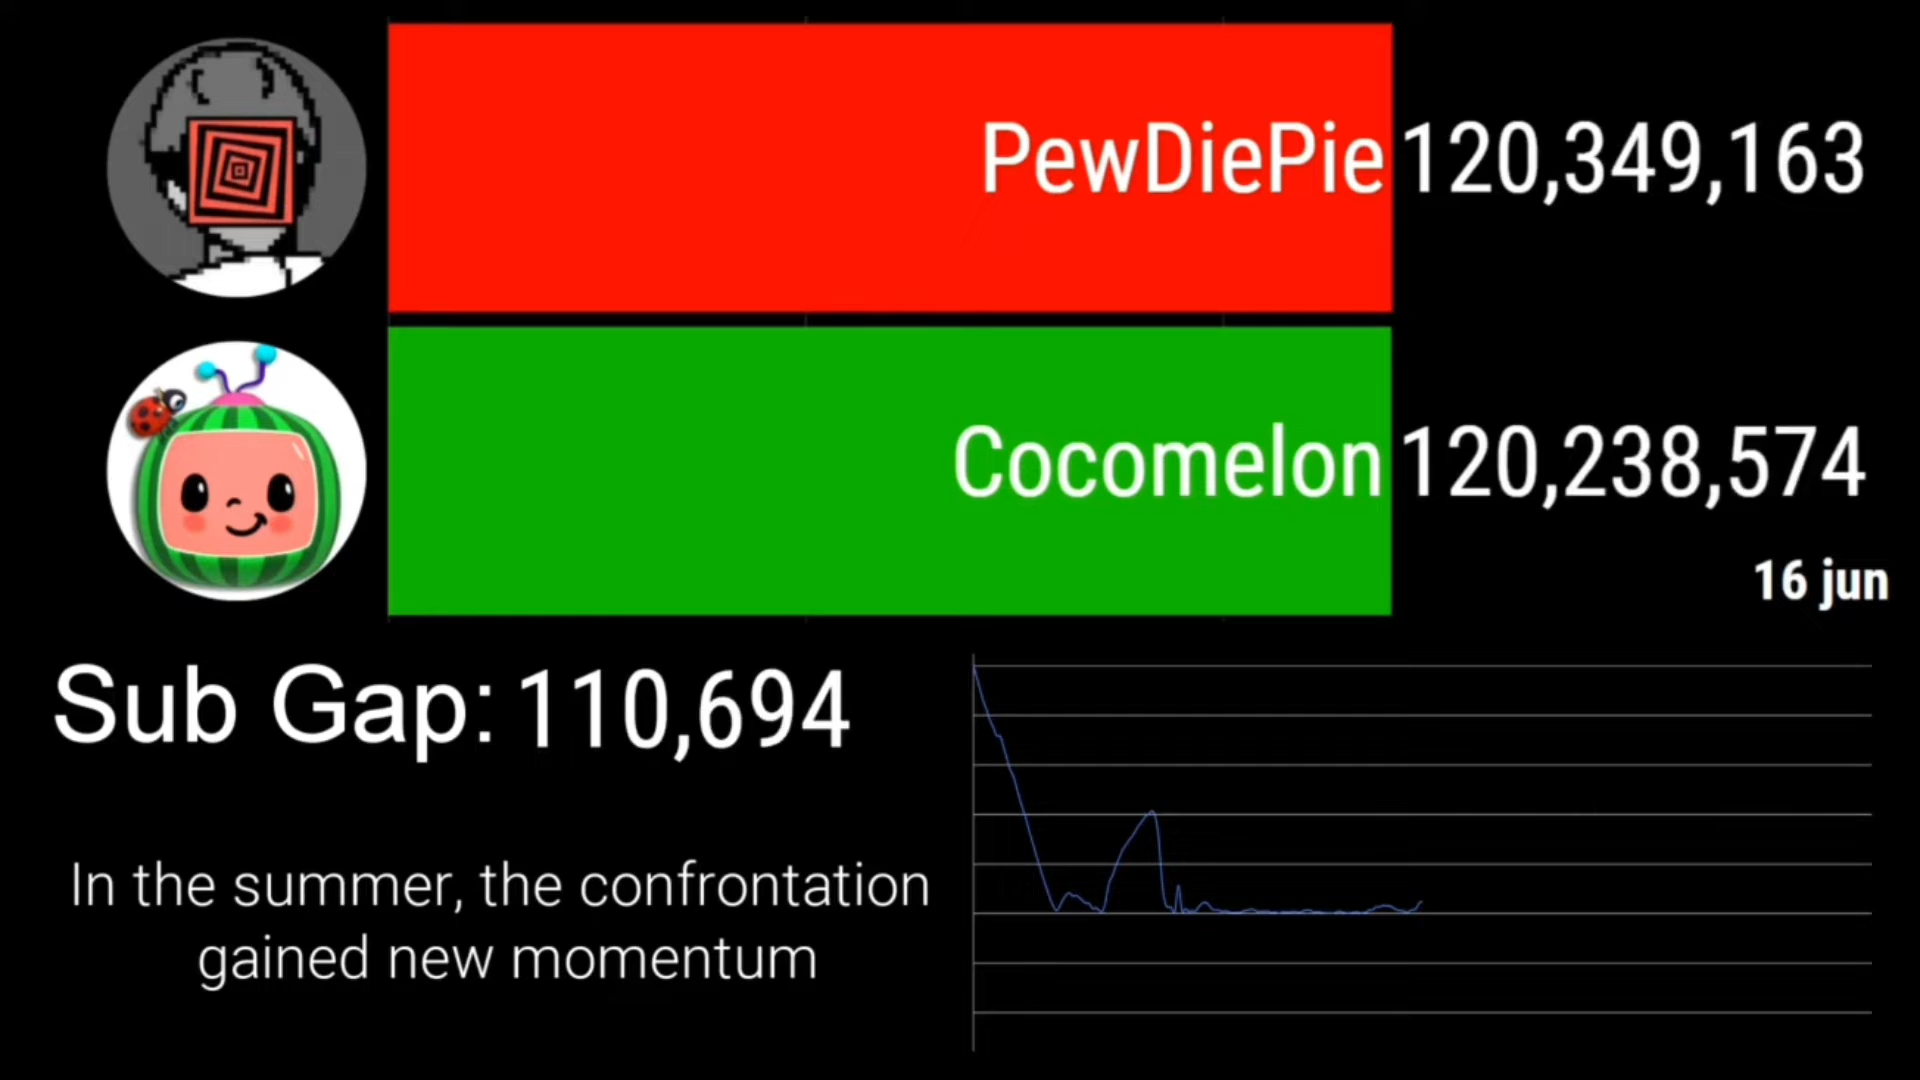 PewDiePie 120,349,163
Cocomelon 120,238,574
16 jun
Sub Gap: 110,694
In the summer, the confrontation
gained new momentum